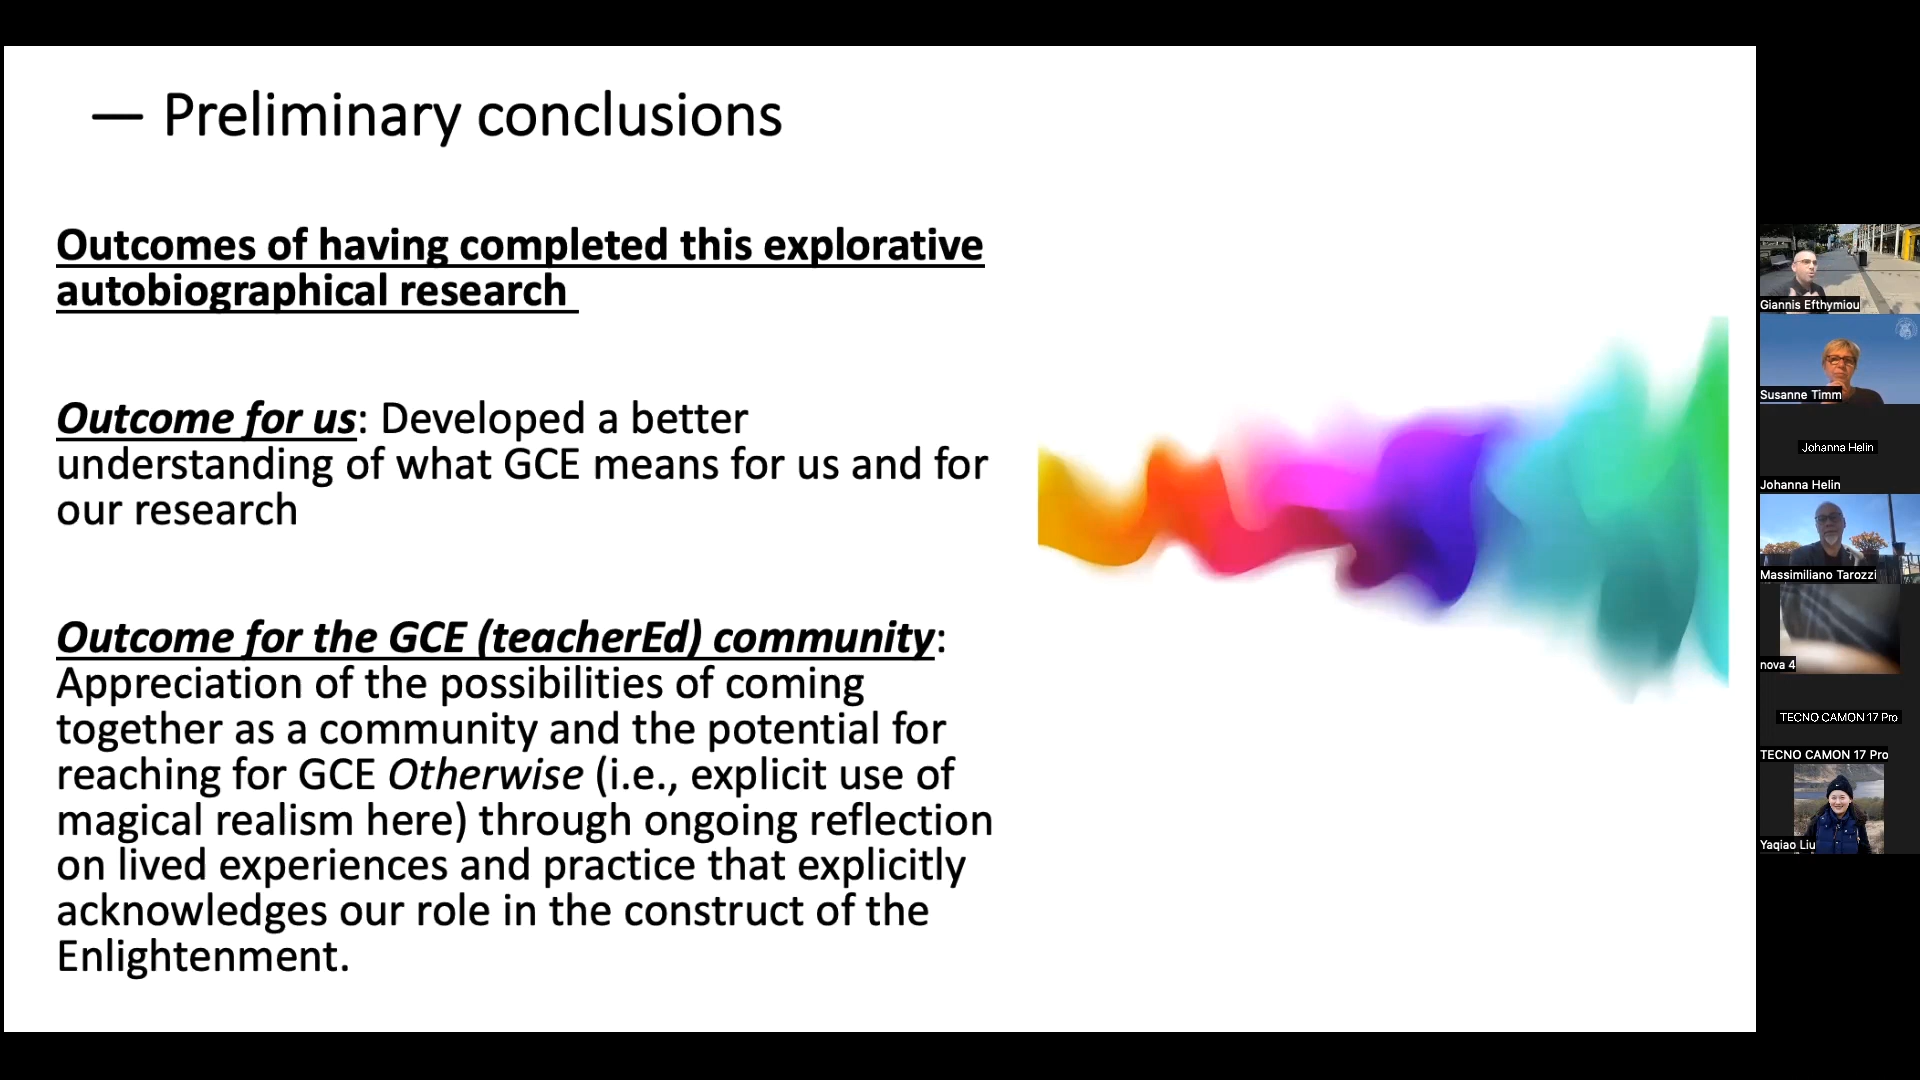 — Preliminary conclusions
Outcomes of having completed this explorative
autobiographical research
Outcome for us: Developed a better
understanding of what GCE means for us and for
our research
Outcome for the GCE (teacherEd) community:
Appreciation of the possibilities of coming
together as a community and the potential for
reaching for GCE Otherwise (i.e., explicit use of
magical realism here) through ongoing reflection
on lived experiences and practice that explicitly
acknowledges our role in the construct of the
Enlightenment.
Giannis Efthymiou
Susanne Timm
Johanna Helin
Johanna Helin
Massimiliano Tarozzi
nova 4
TECNO CAMON 17 Pro
TECNO CAMON 17 Pro
Yaqiao Liu